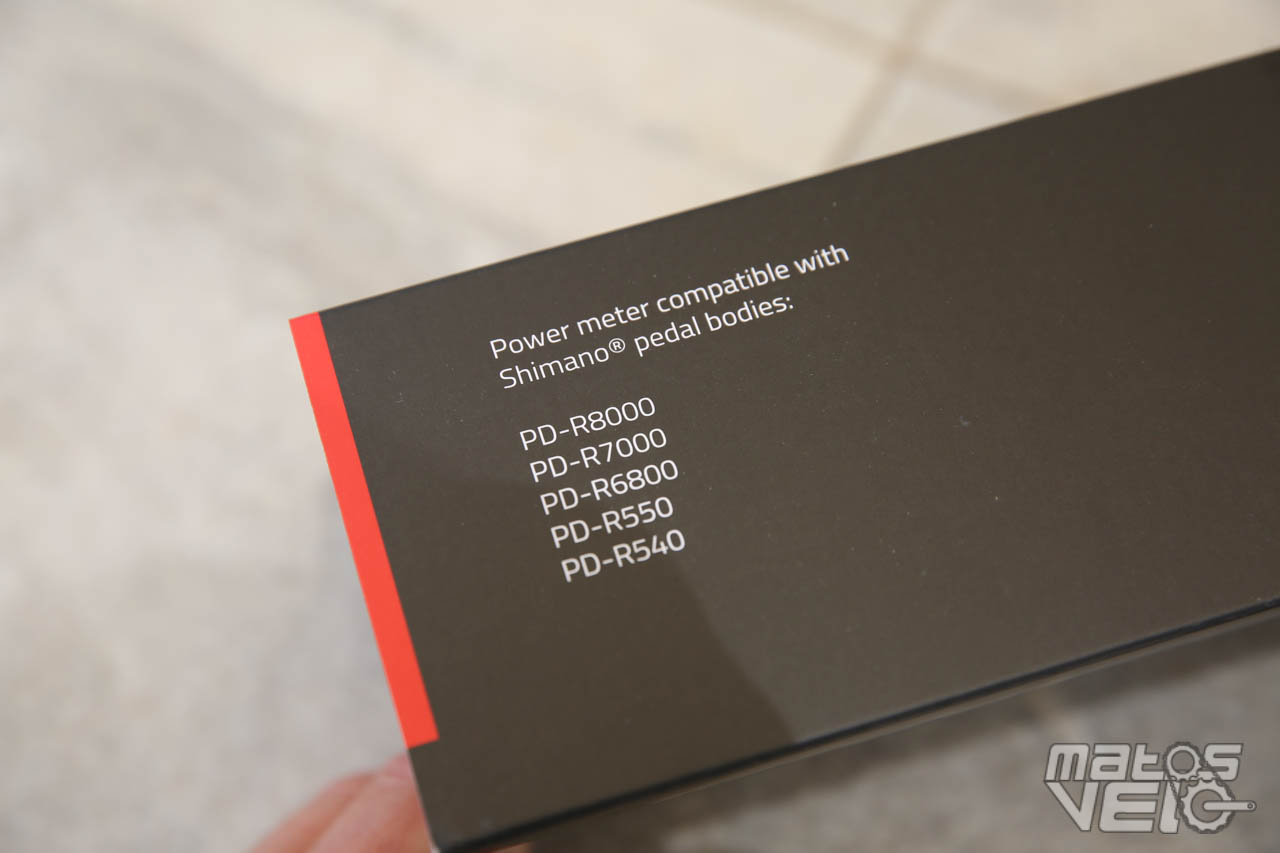 Power meter compatible with
Shimano® pedal bodies:
PD-R8000
PD-R7000
PD-R6800
PD-R550
PD-R540
matos
velo